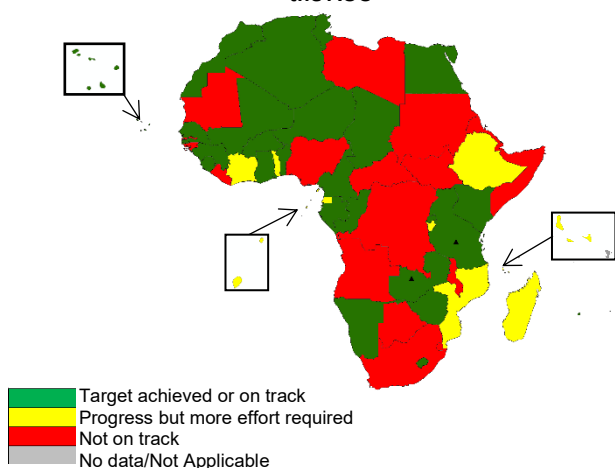 Target achieved or on track
Progress but more effort required
Not on track
No data/Not Applicable